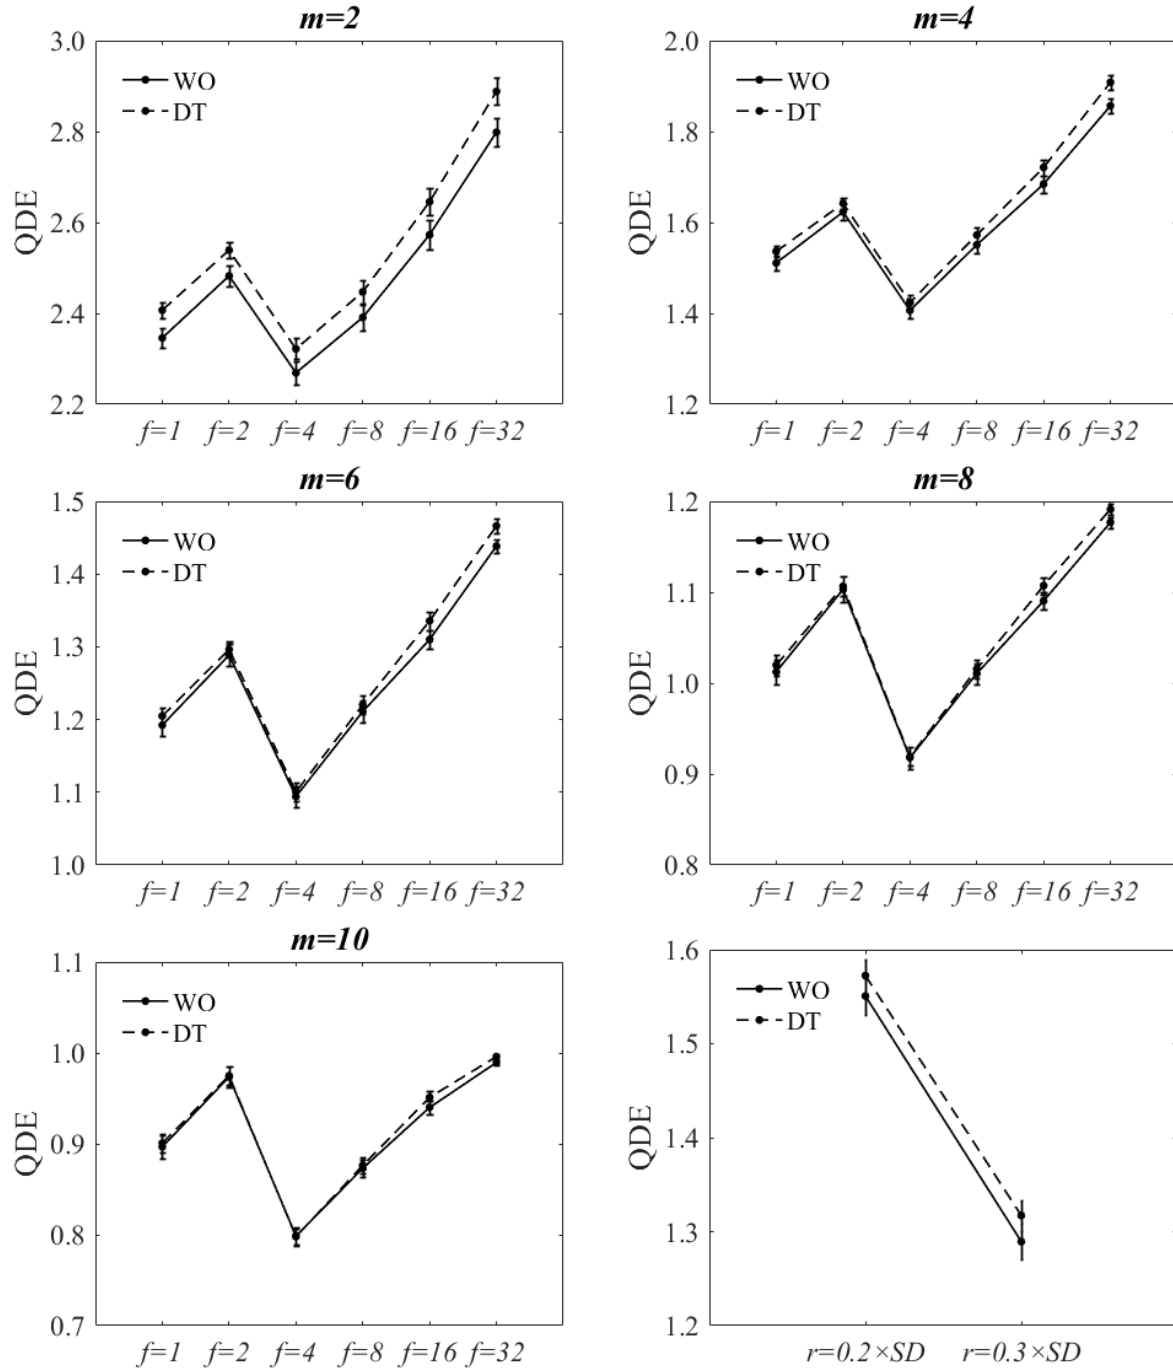 m=2
3.0
2.8
2.6
2.4
2.2
QDE
WO
DT
f=1 f=2 f=4 f=8 f=16 f=32
m=4
2.0
1.8
1.6
1.4
1.2
QDE
WO
DT
f=1 f=2 f=4 f=8 f=16 f=32
m=6
1.5
1.4
1.3
1.2
1.1
1.0
QDE
WO
DT
f=1 f=2 f=4 f=8 f=16 f=32
m=8
1.2
1.1
1.0
0.9
0.8
QDE
WO
DT
f=1 f=2 f=4 f=8 f=16 f=32
m=10
1.1
1.0
0.9
0.8
0.7
QDE
WO
DT
f=1 f=2 f=4 f=8 f=16 f=32
1.6
1.5
1.4
1.3
1.2
QDE
WO
DT
r=0.2×SD r=0.3×SD